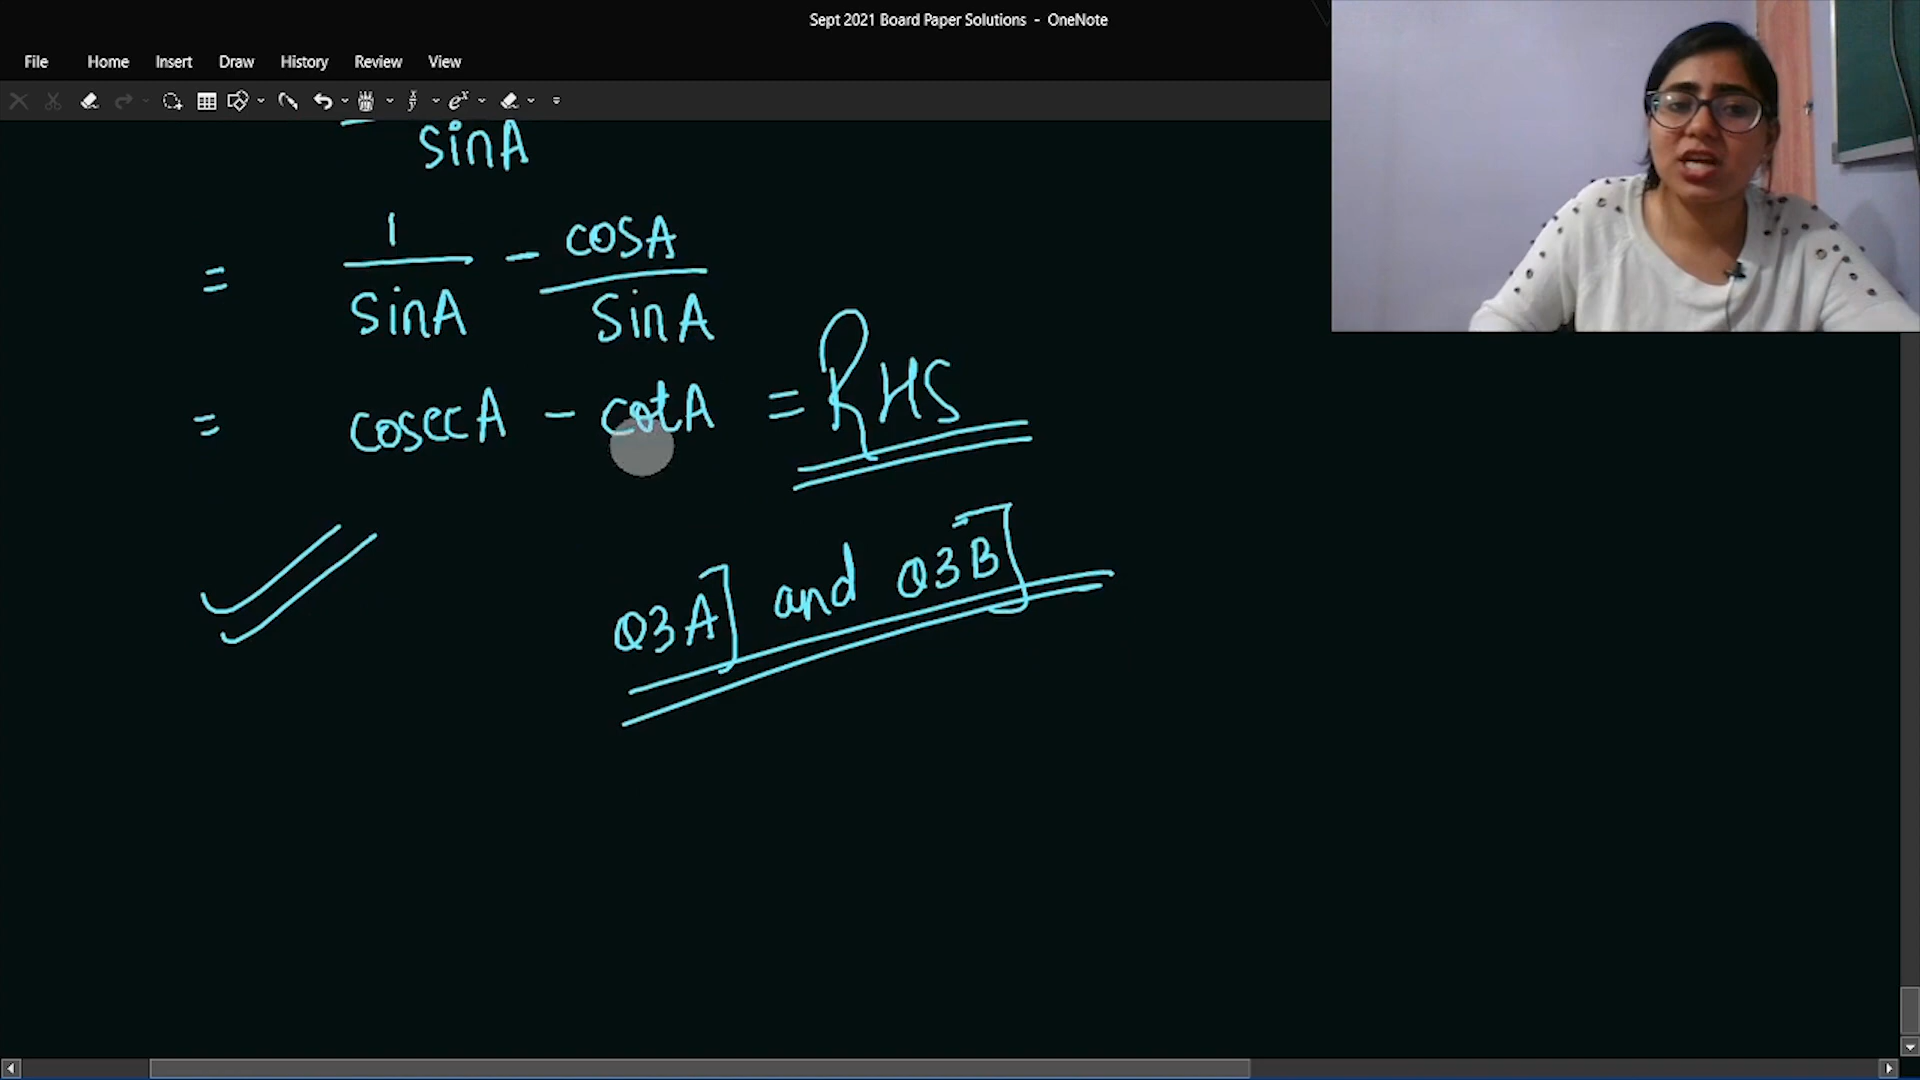 Sept 2021 Board Paper Solutions - OneNote
File Home Insert Draw History Review View
sinA
= 1/sinA - cosA/sinA
= cosecA - cotA = RHS
Q3A] and Q3B]